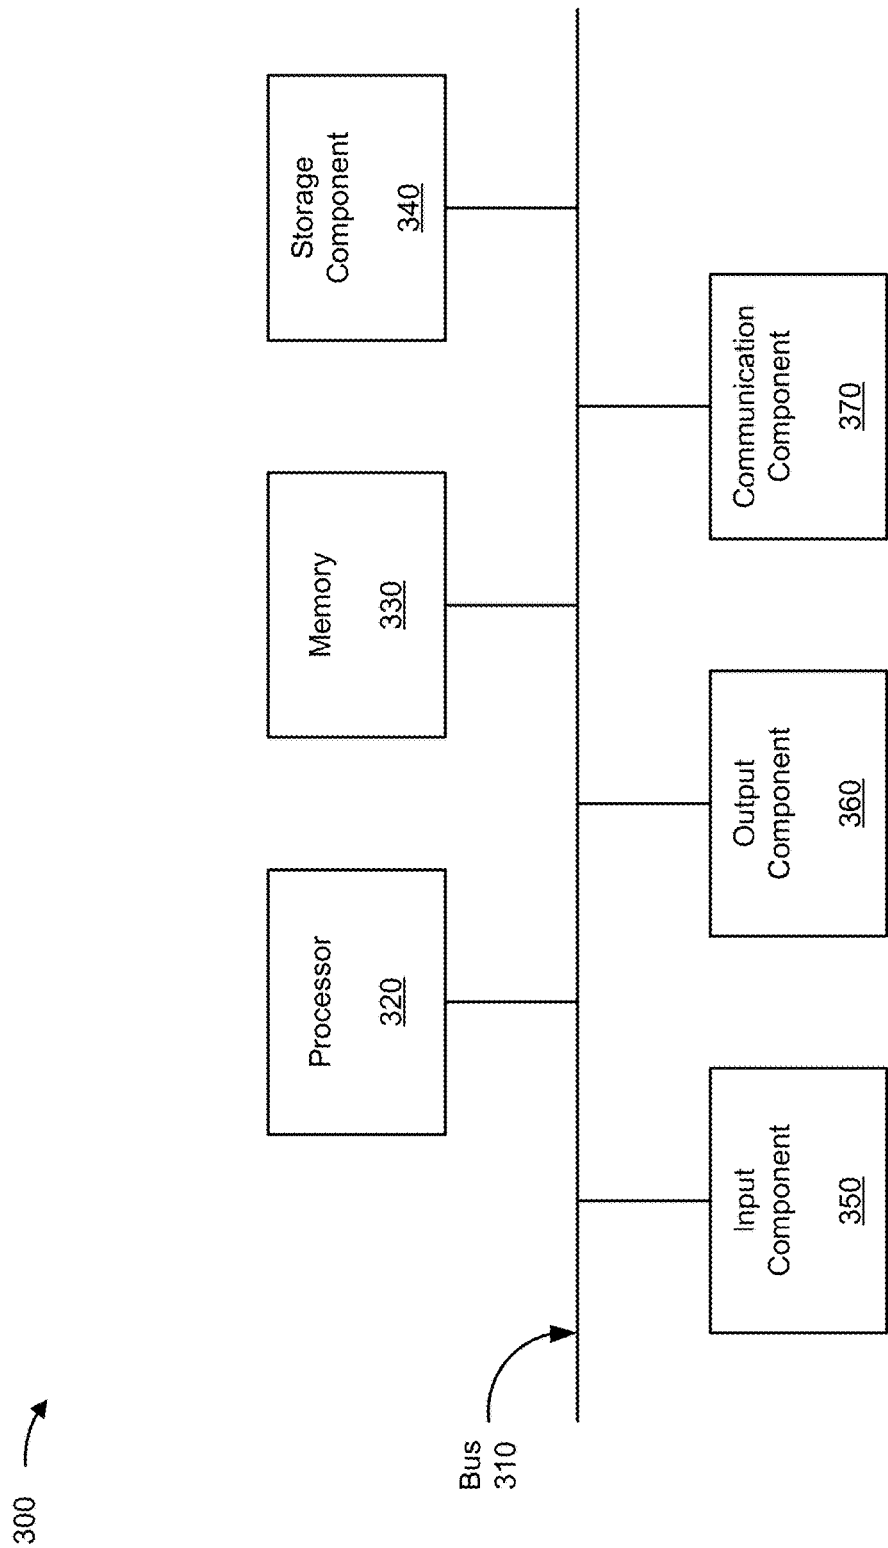 300
Processor
320
Memory
330
Storage
Component
340
Bus
310
Input
Component
350
Output
Component
360
Communication
Component
370